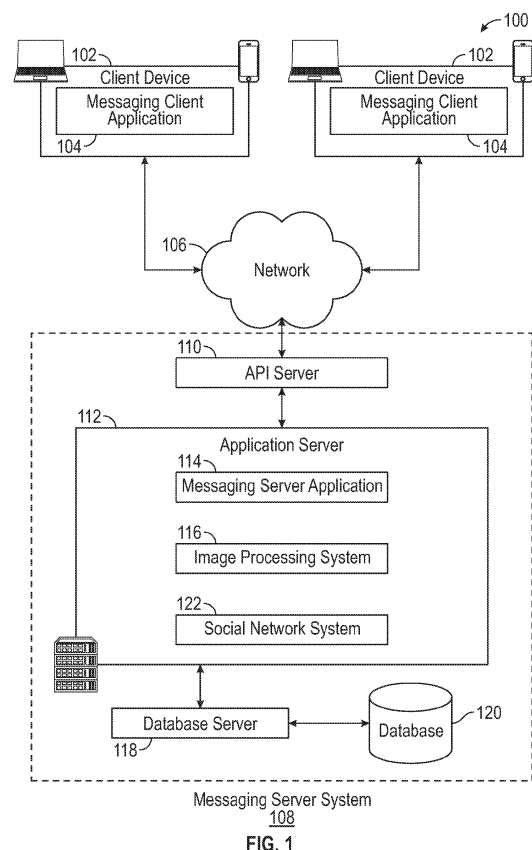 100
102
Client Device
Messaging Client
Application
104
102
Client Device
Messaging Client
Application
104
106
Network
110
API Server
112
Application Server
114
Messaging Server Application
116
Image Processing System
122
Social Network System
Database Server
118
Database
120
Messaging Server System
108
FIG. 1